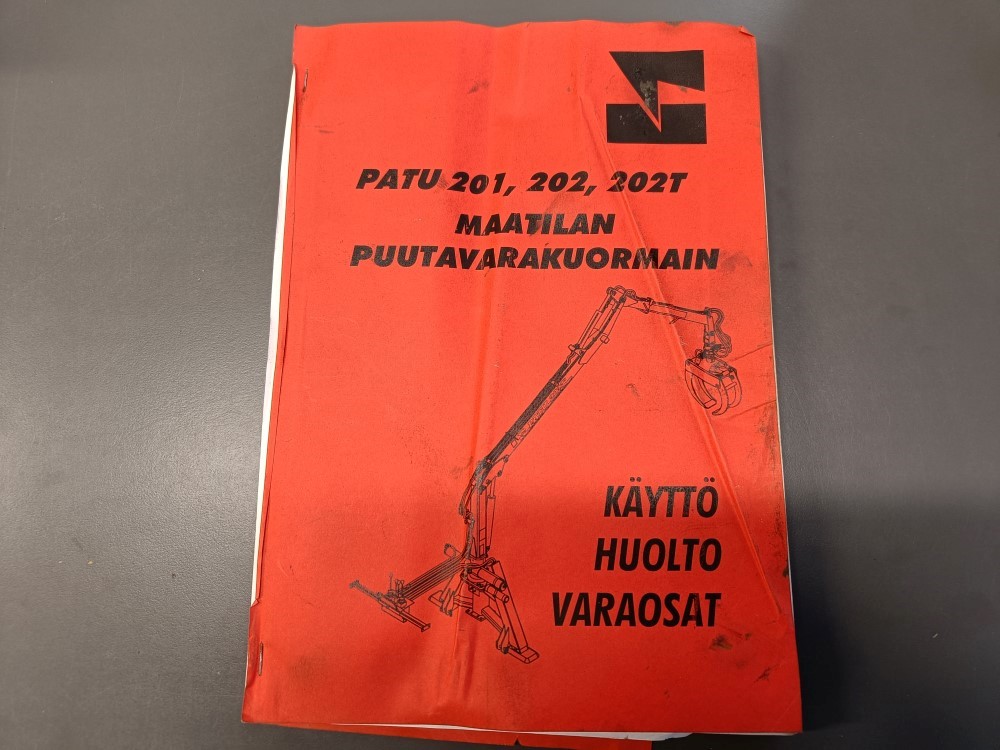 PATU 201, 202, 202T
MAATILAN
PUUTAVARAKUORMAIN
KÄYTTÖ
HUOLTO
VARAOSAT